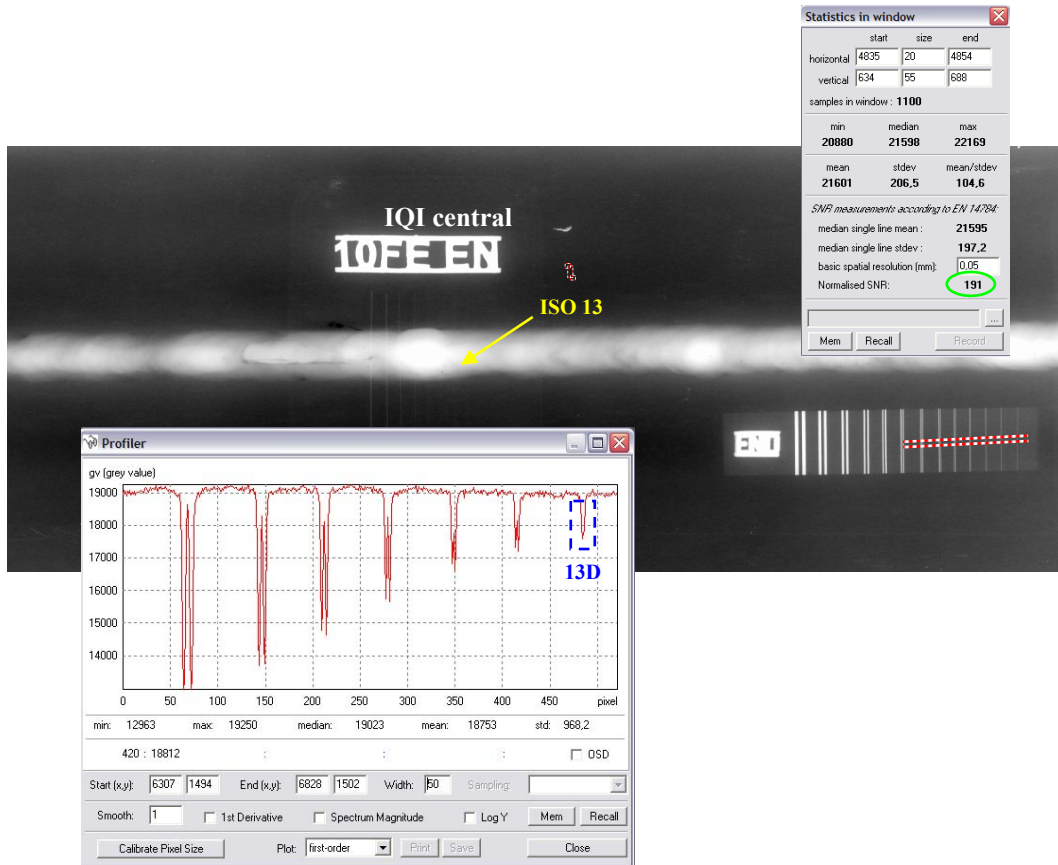 Statistics in window
start size end
horizontal 4835 20 4854
vertical 634 55 688
samples in window : 1100
min median max
20880 21598 22169
mean stdev mean/stdev
21601 206,5 104,6
SNR measurements according to EN 14784:
median single line mean : 21595
median single line stdev : 197,2
basic spatial resolution (mm): 0,05
Normalised SNR: 191
...
Mem Recall Record
IQI central
10FE EN
ISO 13
EN
Profiler
gv (grey value)
19000
18000
17000
16000
15000
14000
13D
0 50 100 150 200 250 300 350 400 450 pixel
min: 12963 max: 19250 median: 19023 mean: 18753 std: 968,2
420 : 18812 : : : OSD
Start (x,y): 6307 1494 End (x,y): 6828 1502 Width: 50 Sampling:
Smooth: 1 1st Derivative Spectrum Magnitude Log Y Mem Recall
Calibrate Pixel Size Plot: first-order Print Save Close